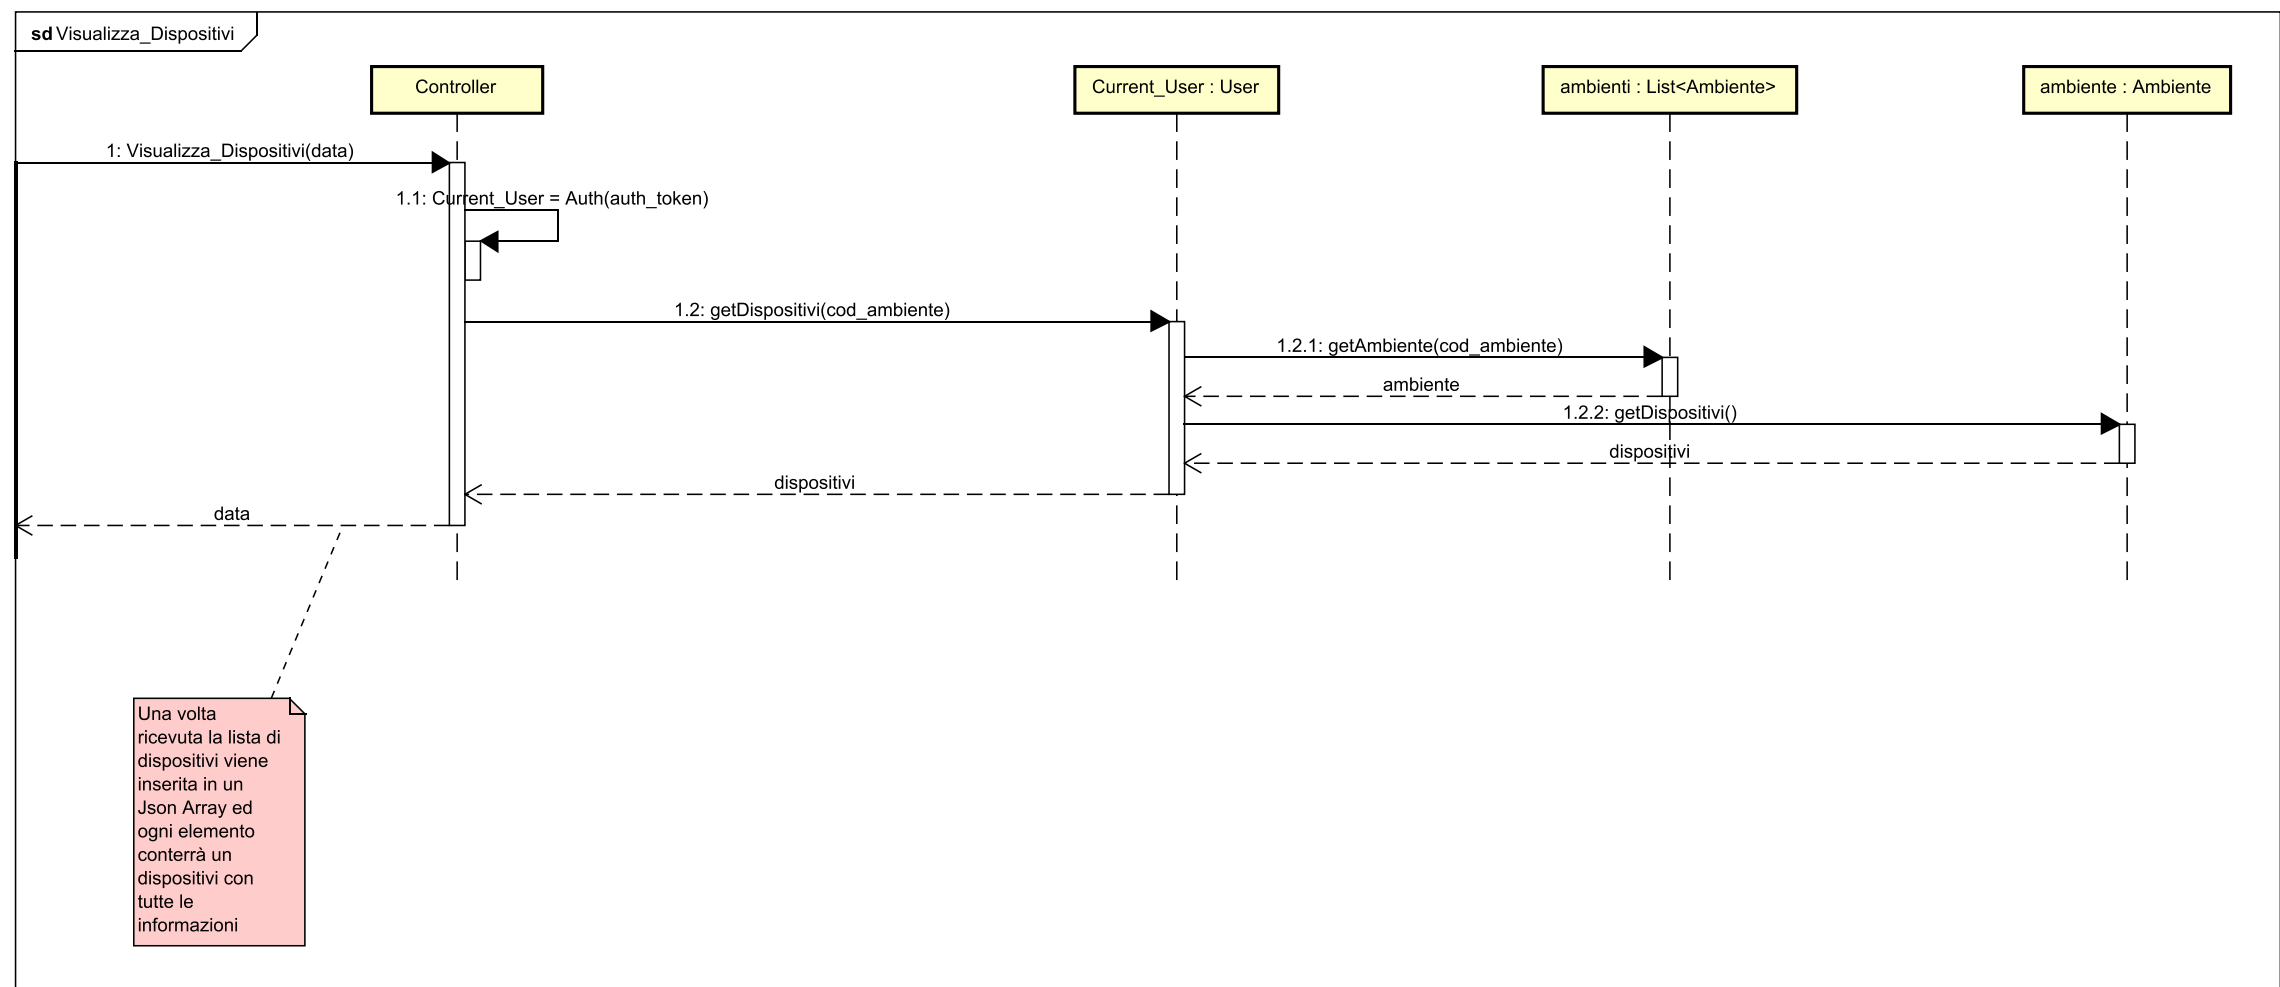 sd Visualizza_Dispositivi
Controller
Current_User : User
ambienti : List<Ambiente>
ambiente : Ambiente
1: Visualizza_Dispositivi(data)
1.1: Current_User = Auth(auth_token)
1.2: getDispositivi(cod_ambiente)
1.2.1: getAmbiente(cod_ambiente)
ambiente
1.2.2: getDispositivi()
dispositivi
dispositivi
data
Una volta
ricevuta la lista di
dispositivi viene
inserita in un
Json Array ed
ogni elemento
conterrà un
dispositivi con
tutte le
informazioni